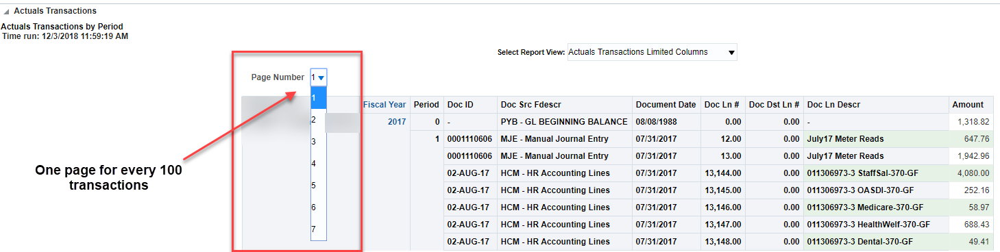 Actuals Transactions
Actuals Transactions by Period
Time run: 12/3/2018 11:59:19 AM
Select Report View: Actuals Transactions Limited Columns
Page Number 1
1
2
3
4
5
6
7
One page for every 100
transactions
Fiscal Year Period Doc ID Doc Src Fdescr Document Date Doc Ln # Doc Dst Ln # Doc Ln Descr Amount
2017 0 - PYB - GL BEGINNING BALANCE 08/08/1988 0.00 0.00 - 1,318.82
1 0001110606 MJE - Manual Journal Entry 07/31/2017 12.00 0.00 July17 Meter Reads 647.76
0001110606 MJE - Manual Journal Entry 07/31/2017 13.00 0.00 July17 Meter Reads 1,942.96
02-AUG-17 HCM - HR Accounting Lines 07/31/2017 13,144.00 0.00 011306973-3 StaffSal-370-GF 4,080.00
02-AUG-17 HCM - HR Accounting Lines 07/31/2017 13,145.00 0.00 011306973-3 OASDI-370-GF 252.16
02-AUG-17 HCM - HR Accounting Lines 07/31/2017 13,146.00 0.00 011306973-3 Medicare-370-GF 58.97
02-AUG-17 HCM - HR Accounting Lines 07/31/2017 13,147.00 0.00 011306973-3 HealthWelf-370-GF 688.43
02-AUG-17 HCM - HR Accounting Lines 07/31/2017 13,148.00 0.00 011306973-3 Dental-370-GF 49.41